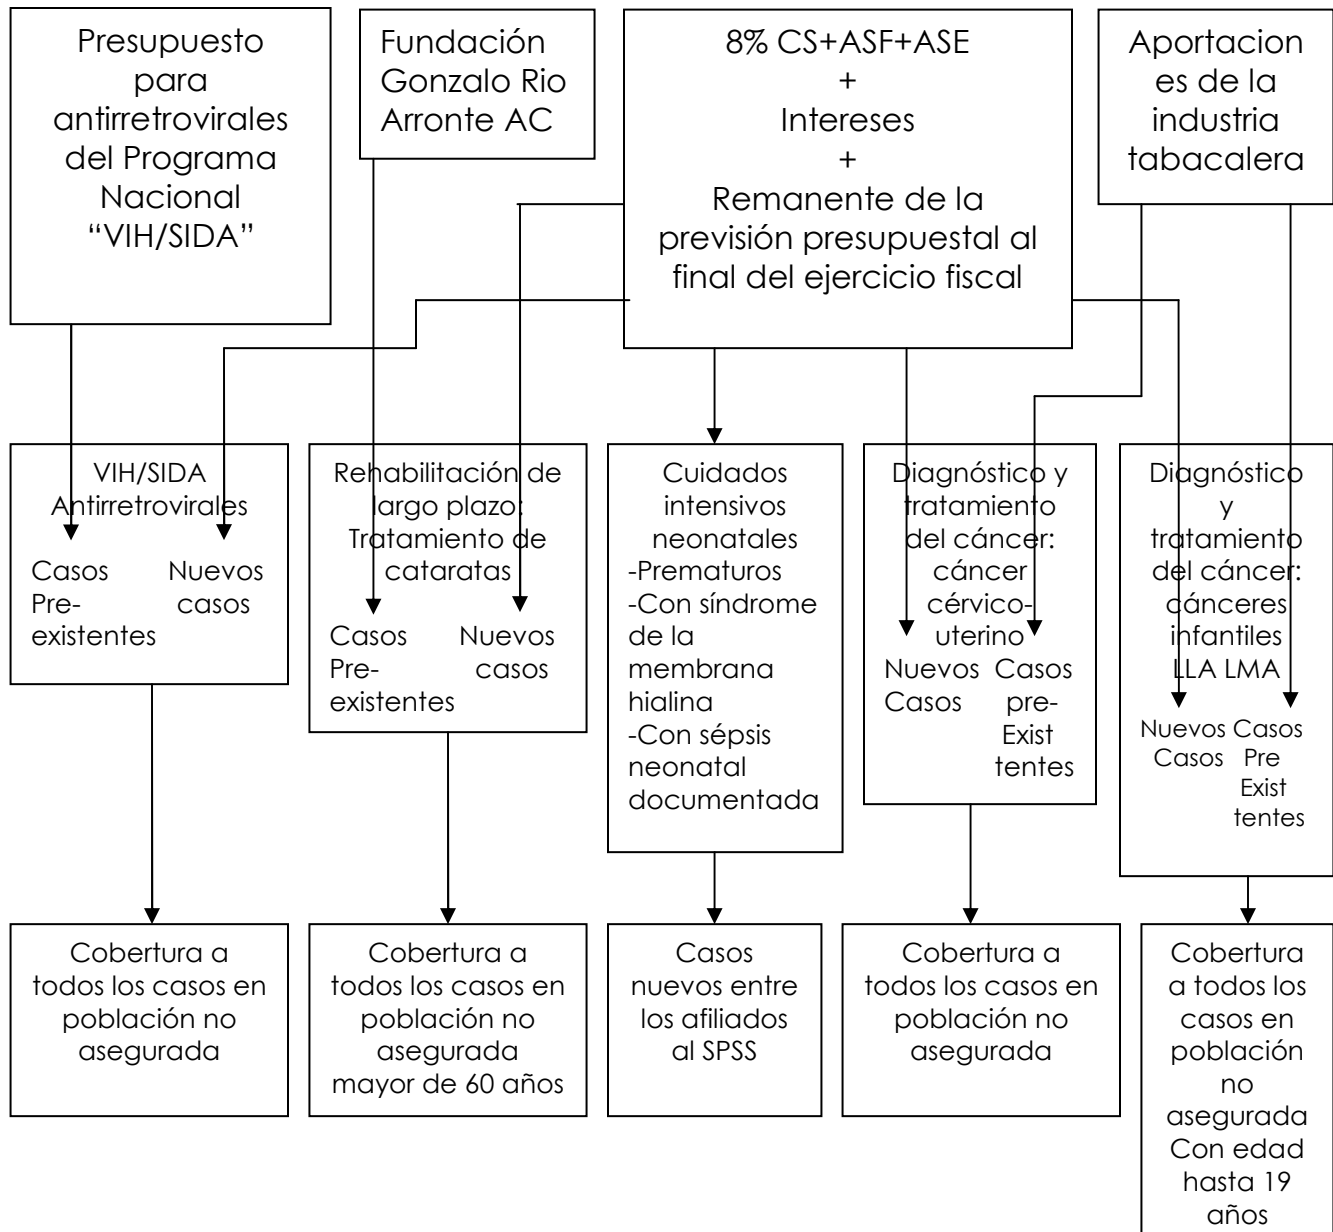 Presupuesto
para
antirretrovirales
del Programa
Nacional
“VIH/SIDA”
Fundación
Gonzalo Rio
Arronte AC
8% CS+ASF+ASE
+
Intereses
+
Remanente de la
previsión presupuestal al
final del ejercicio fiscal
Aportacion
es de la
industria
tabacalera
VIH/SIDA
Antirretrovirales
Casos
Pre-
existentes
Nuevos
casos
Rehabilitación de
largo plazo:
Tratamiento de
cataratas
Casos
Pre-
existentes
Nuevos
casos
Cuidados
intensivos
neonatales
-Prematuros
-Con síndrome
de la
membrana
hialina
-Con sépsis
neonatal
documentada
Diagnóstico y
tratamiento
del cáncer:
cáncer
cérvico-
uterino
Nuevos
Casos
Casos
pre-
Exist
tentes
Diagnóstico
y
tratamiento
del cáncer:
cánceres
infantiles
LLA LMA
Nuevos
Casos
Casos
Pre
Exist
tentes
Cobertura a
todos los casos en
población no
asegurada
Cobertura a
todos los casos en
población no
asegurada
mayor de 60 años
Casos
nuevos entre
los afiliados
al SPSS
Cobertura a
todos los casos en
población no
asegurada
Cobertura
a todos los
casos en
población
no
asegurada
Con edad
hasta 19
años